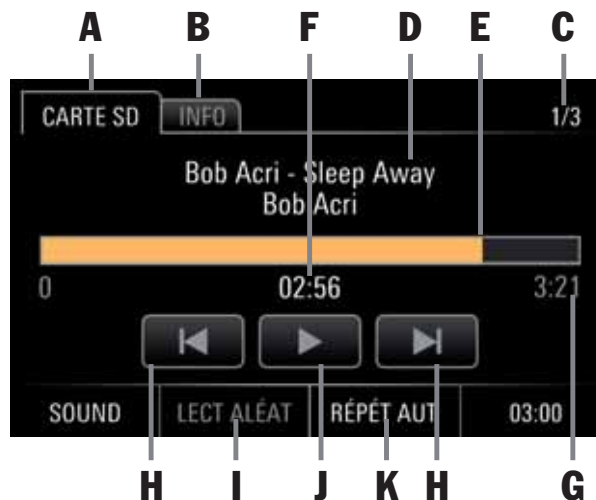 A B F D E C
CARTE SD INFO 1/3
Bob Acri - Sleep Away
Bob Acri
0 02:56 3:21
SOUND LECT ALÉAT RÉPÉT AUT 03:00
H I J K H G